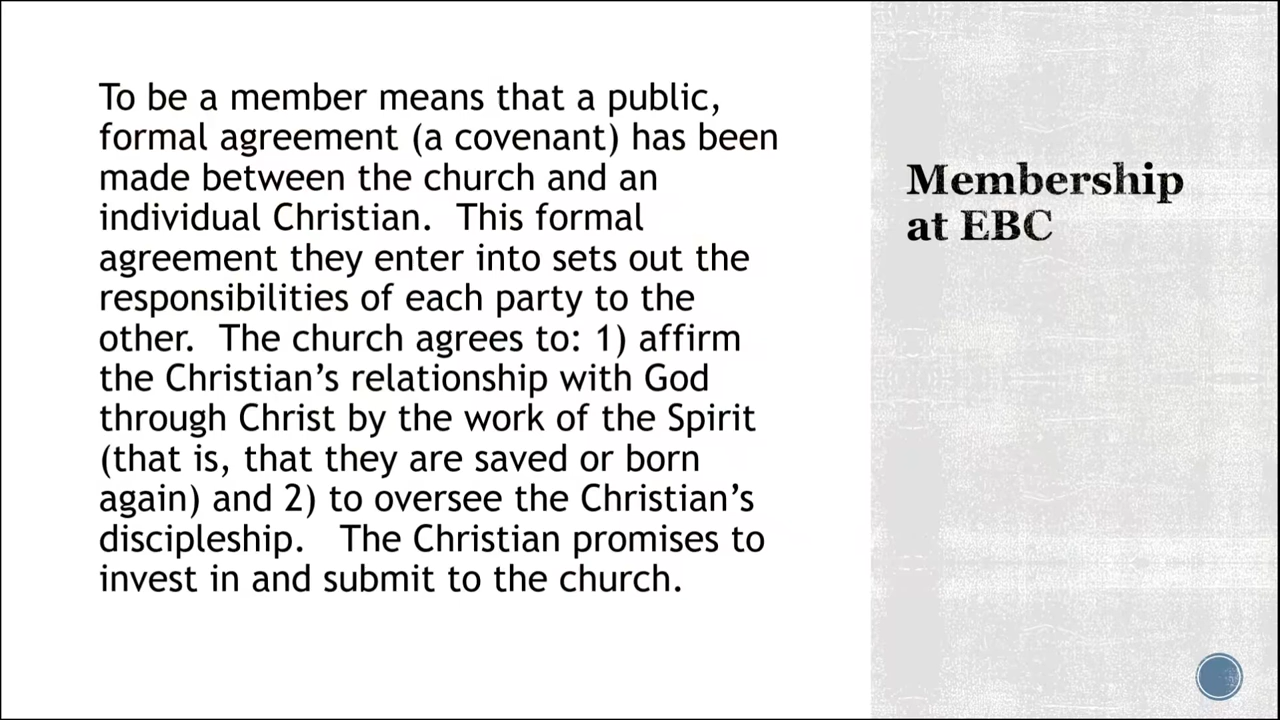 To be a member means that a public,
formal agreement (a covenant) has been
made between the church and an
individual Christian.  This formal
agreement they enter into sets out the
responsibilities of each party to the
other.  The church agrees to: 1) affirm
the Christian’s relationship with God
through Christ by the work of the Spirit
(that is, that they are saved or born
again) and 2) to oversee the Christian’s
discipleship.   The Christian promises to
invest in and submit to the church.
Membership
at EBC